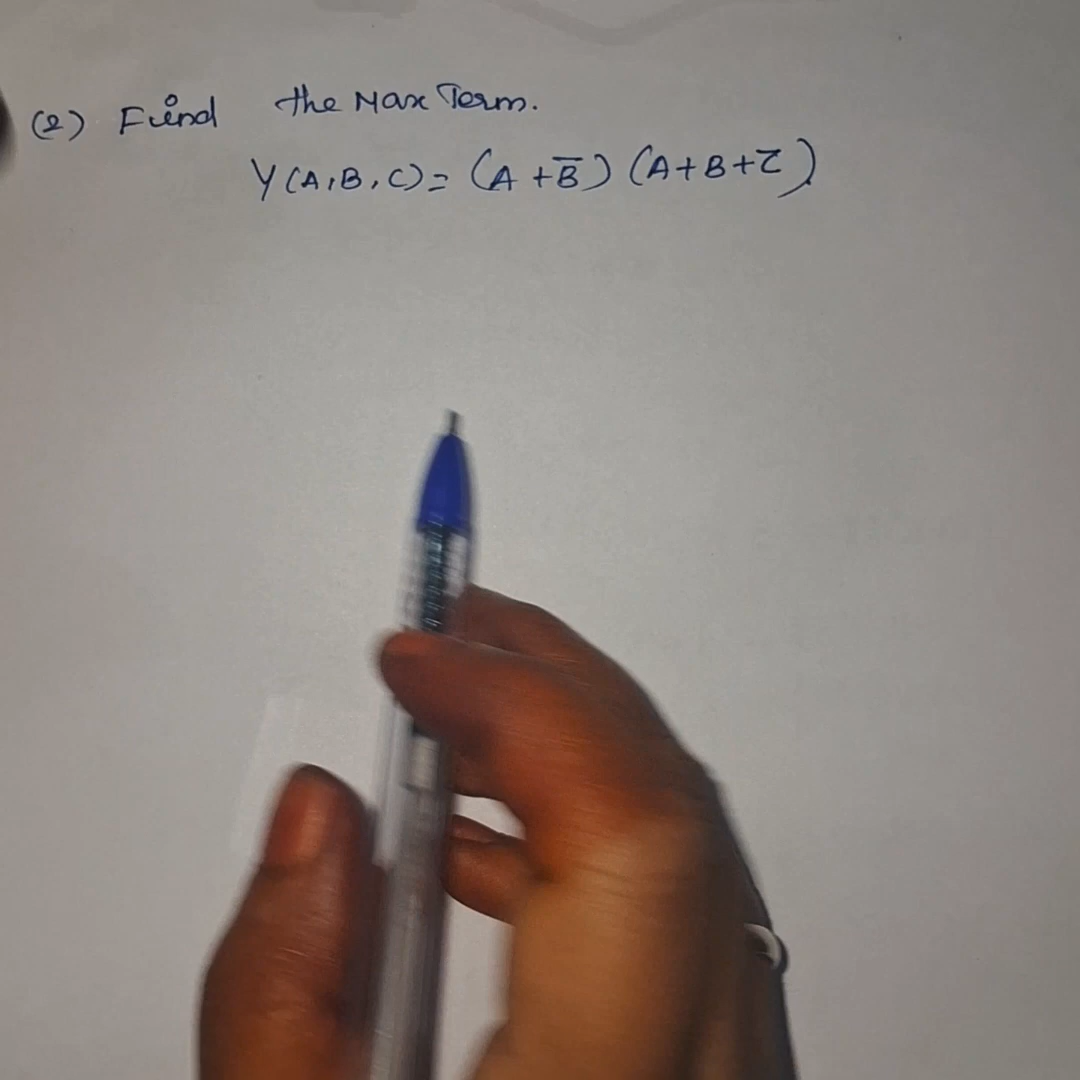 (2) Find the Max Term.
Y(A,B,C)= (A+B̅) (A+B+C̅)